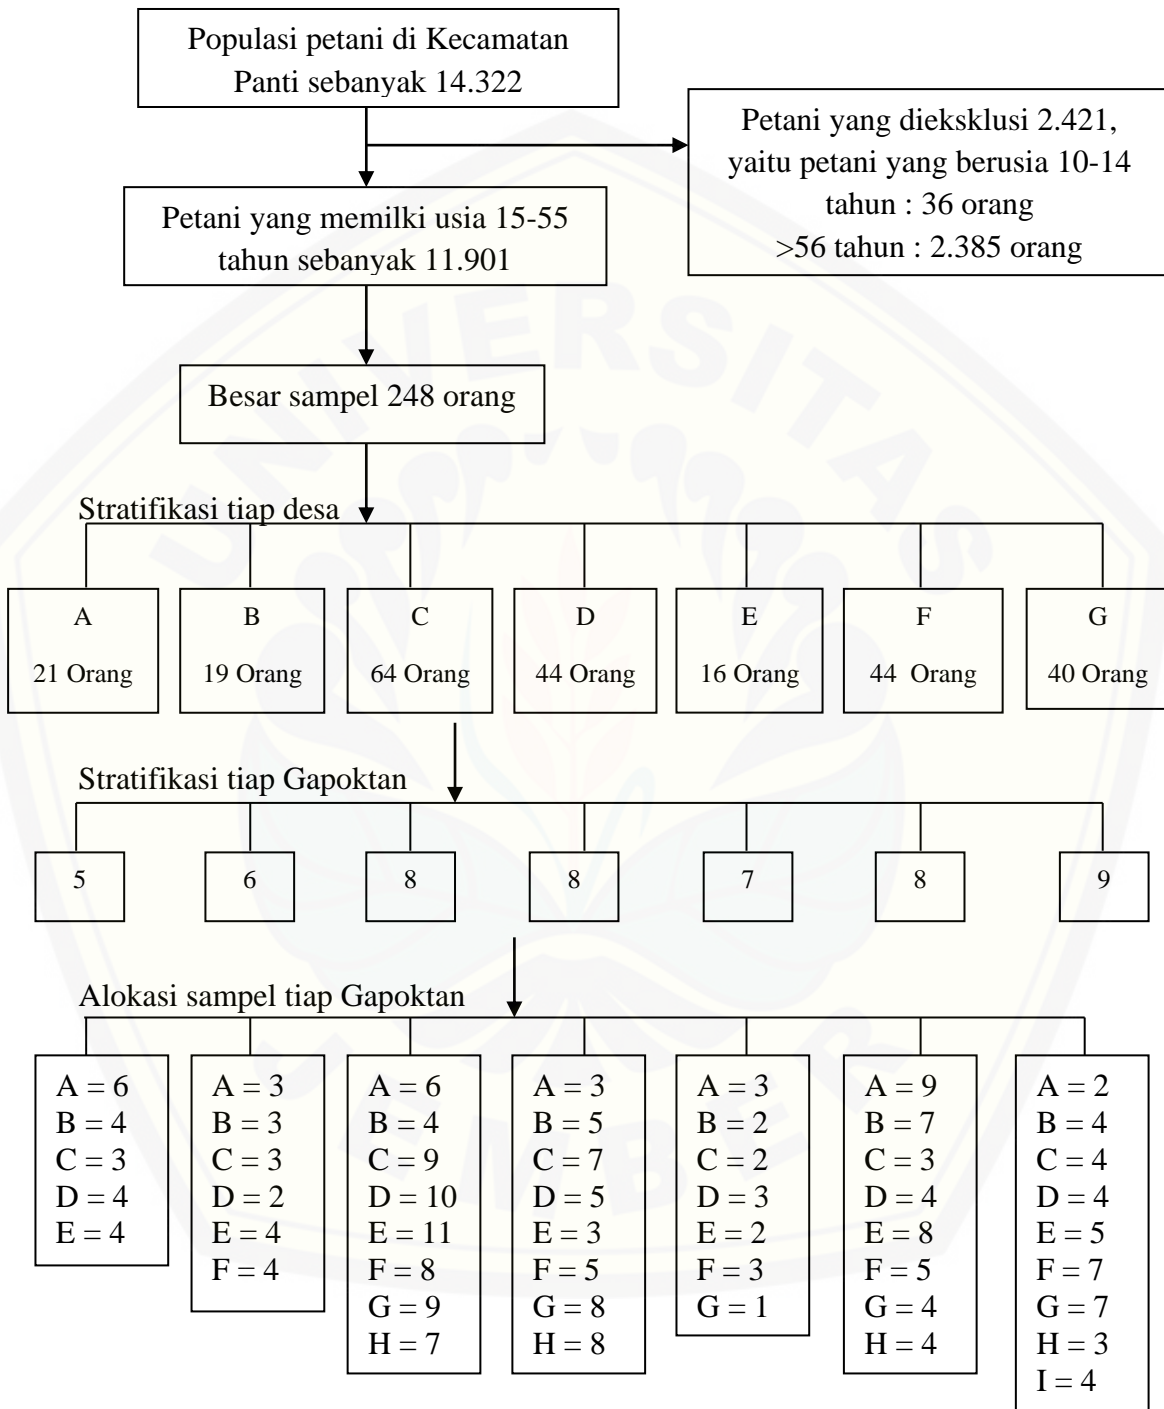 Populasi petani di Kecamatan
Panti sebanyak 14.322
Petani yang dieksklusi 2.421,
yaitu petani yang berusia 10-14
tahun : 36 orang
>56 tahun : 2.385 orang
Petani yang memilki usia 15-55
tahun sebanyak 11.901
Besar sampel 248 orang
Stratifikasi tiap desa
A
21 Orang
B
19 Orang
C
64 Orang
D
44 Orang
E
16 Orang
F
44 Orang
G
40 Orang
Stratifikasi tiap Gapoktan
5
6
8
8
7
8
9
Alokasi sampel tiap Gapoktan
A = 6
B = 4
C = 3
D = 4
E = 4
A = 3
B = 3
C = 3
D = 2
E = 4
F = 4
A = 6
B = 4
C = 9
D = 10
E = 11
F = 8
G = 9
H = 7
A = 3
B = 5
C = 7
D = 5
E = 3
F = 5
G = 8
H = 8
A = 3
B = 2
C = 2
D = 3
E = 2
F = 3
G = 1
A = 9
B = 7
C = 3
D = 4
E = 8
F = 5
G = 4
H = 4
A = 2
B = 4
C = 4
D = 4
E = 5
F = 7
G = 7
H = 3
I = 4
UNIVERSITAS
JEMBER